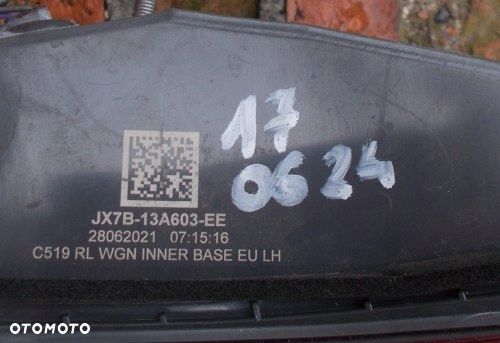 17
06 24
JX7B-13A603-EE
28062021 07:15:16
C519 RL WGN INNER BASE EU LH
OTOMOTO